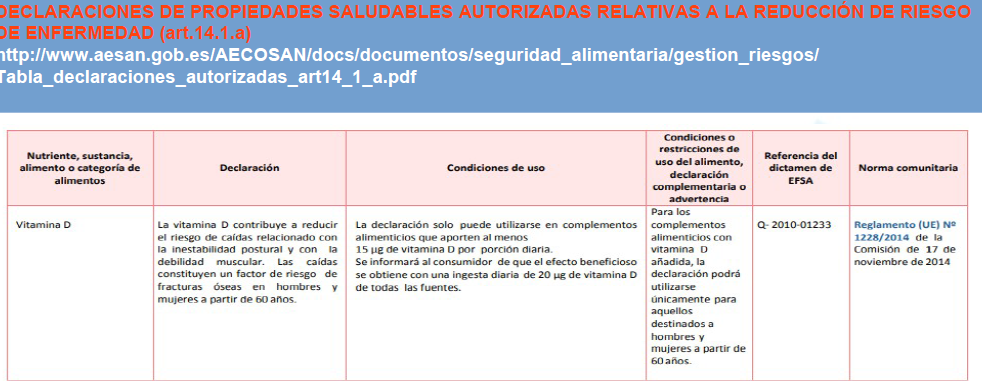 DECLARACIONES DE PROPIEDADES SALUDABLES AUTORIZADAS RELATIVAS A LA REDUCCIÓN DE RIESGO
DE ENFERMEDAD (art.14.1.a)
http://www.aesan.gob.es/AECOSAN/docs/documentos/seguridad_alimentaria/gestion_riesgos/
Tabla_declaraciones_autorizadas_art14_1_a.pdf
Nutriente, sustancia,
alimento o categoría de
alimentos
Declaración
Condiciones de uso
Condiciones o
restricciones de
uso del alimento,
declaración
complementaria o
advertencia
Referencia del
dictamen de
EFSA
Norma comunitaria
Vitamina D
La vitamina D contribuye a reducir
el riesgo de caídas relacionado con
la inestabilidad postural y con la
debilidad muscular. Las caídas
constituyen un factor de riesgo de
fracturas óseas en hombres y
mujeres a partir de 60 años.
La declaración solo puede utilizarse en complementos
alimenticios que aporten al menos
15 µg de vitamina D por porción diaria.
Se informará al consumidor de que el efecto beneficioso
se obtiene con una ingesta diaria de 20 µg de vitamina D
de todas las fuentes.
Para los
complementos
alimenticios con
vitamina D
añadida, la
declaración podrá
utilizarse
únicamente para
aquellos
destinados a
hombres y
mujeres a partir de
60 años.
Q- 2010-01233
Reglamento (UE) Nº
1228/2014 de la
Comisión de 17 de
noviembre de 2014